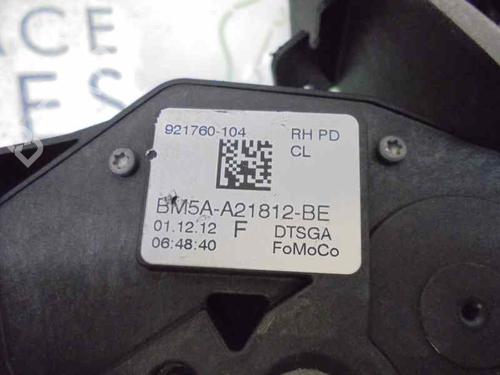 921760-104 RH PD
CL
BM5A-A21812-BE
01.12.12 F DTSGA
06:48:40 FoMoCo